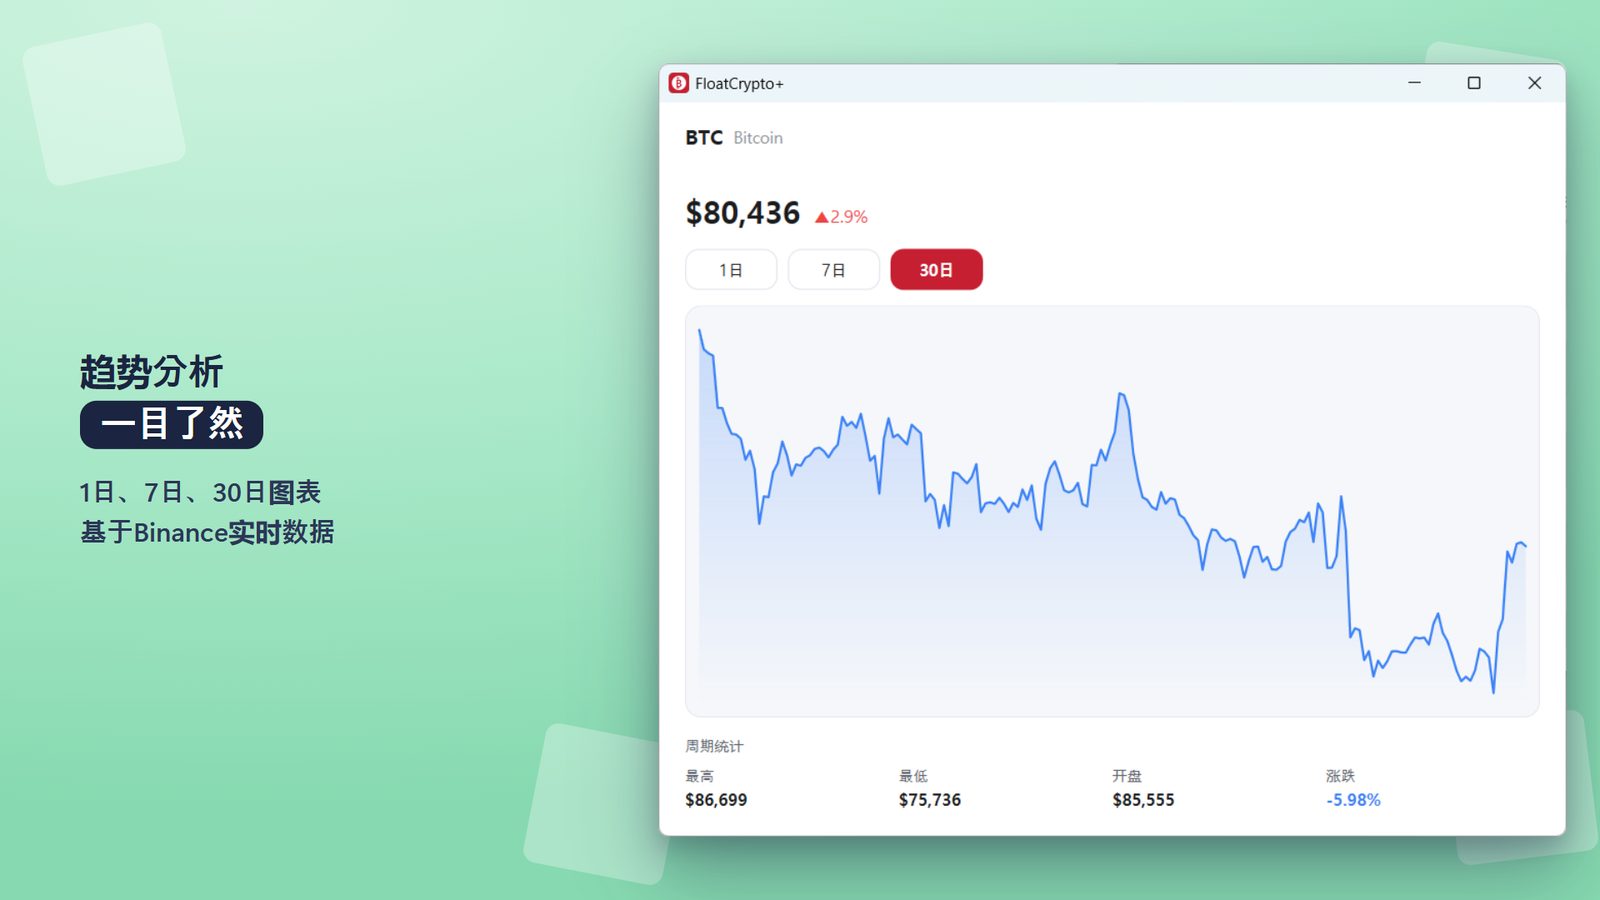 趋势分析
一目了然
1日、7日、30日图表
基于Binance实时数据
FloatCrypto+
BTC Bitcoin
$80,436 ▲2.9%
1日 7日 30日
周期统计
最高 最低 开盘 涨跌
$86,699 $75,736 $85,555 -5.98%